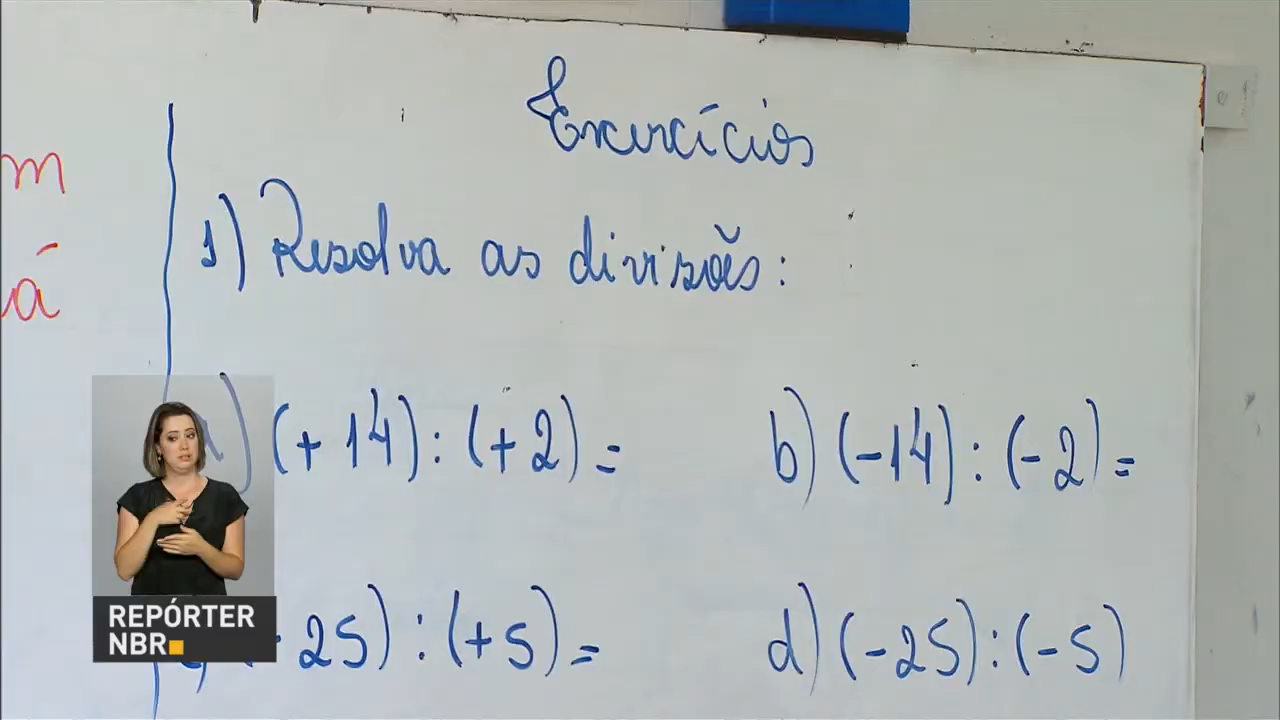 Exercícios
m
á
1) Resolva as divisões:
a) (+14) : (+2) =
b) (-14) : (-2) =
25) : (+5) =
d) (-25) : (-5)
REPÓRTER
NBR